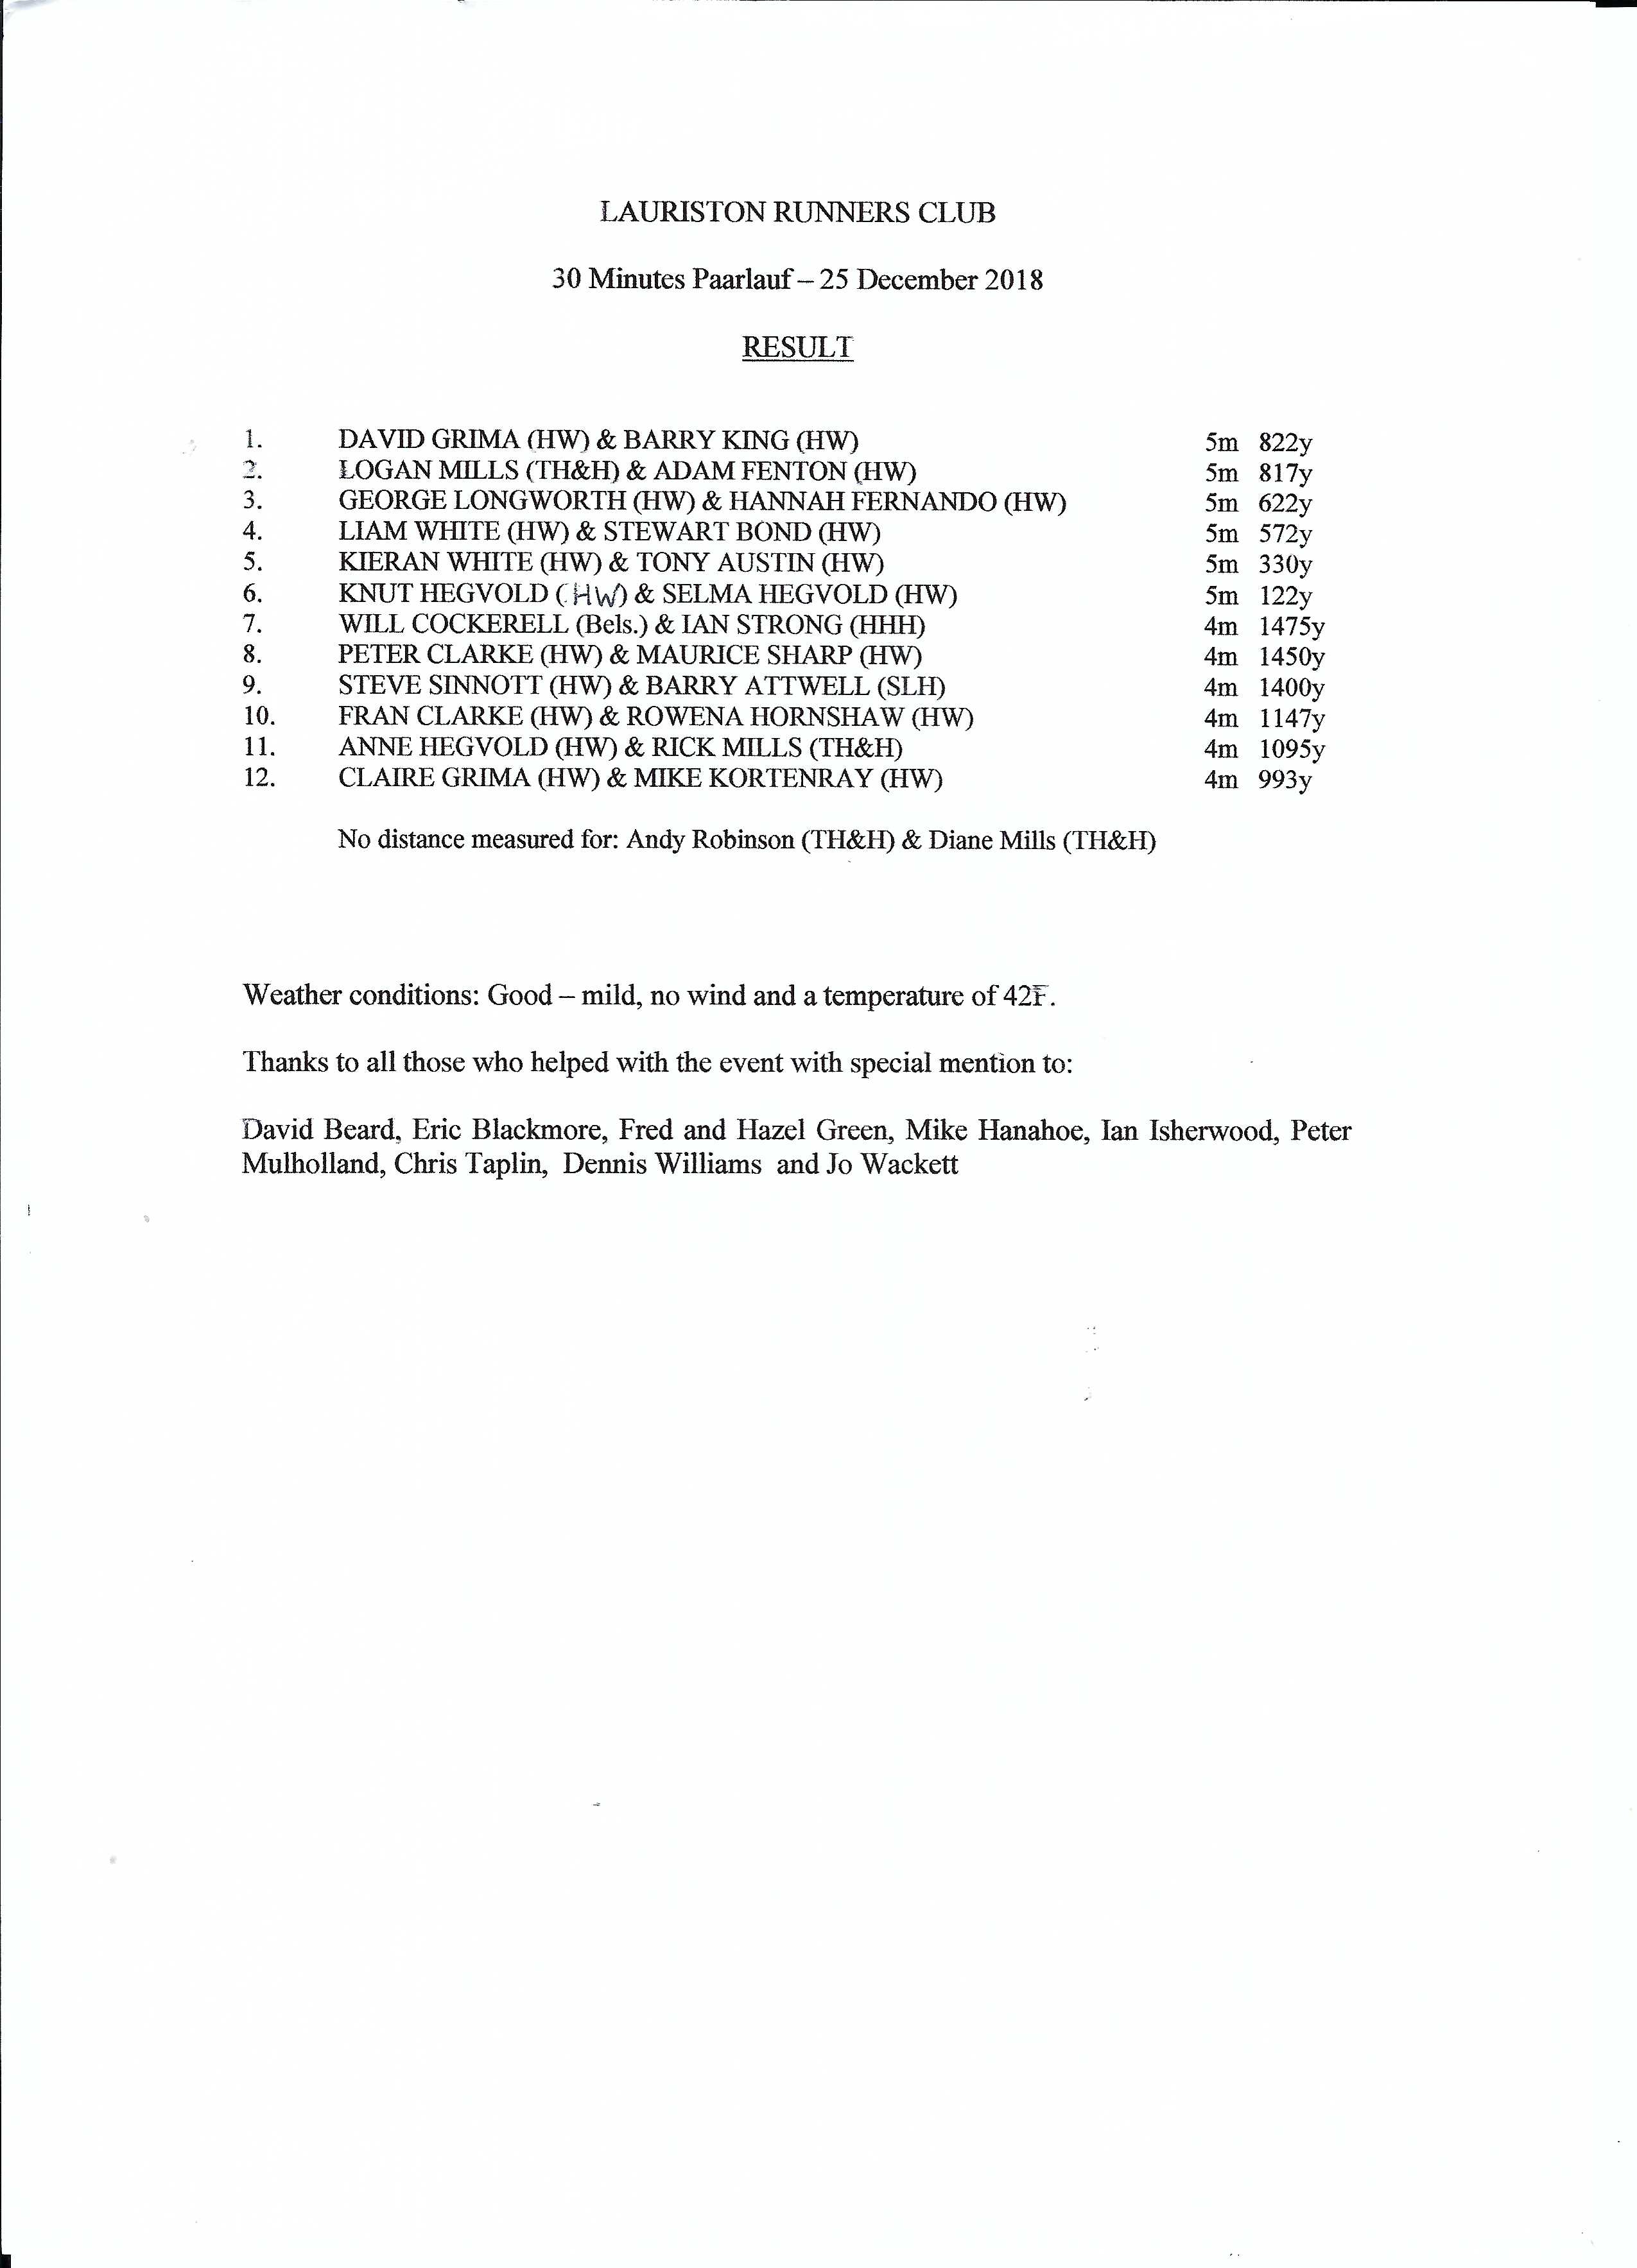 LAURISTON RUNNERS CLUB
30 Minutes Paarlauf – 25 December 2018
RESULT
1. DAVID GRIMA (HW) & BARRY KING (HW) 5m 822y
2. LOGAN MILLS (TH&H) & ADAM FENTON (HW) 5m 817y
3. GEORGE LONGWORTH (HW) & HANNAH FERNANDO (HW) 5m 622y
4. LIAM WHITE (HW) & STEWART BOND (HW) 5m 572y
5. KIERAN WHITE (HW) & TONY AUSTIN (HW) 5m 330y
6. KNUT HEGVOLD (HW) & SELMA HEGVOLD (HW) 5m 122y
7. WILL COCKERELL (Bels.) & IAN STRONG (HHH) 4m 1475y
8. PETER CLARKE (HW) & MAURICE SHARP (HW) 4m 1450y
9. STEVE SINNOTT (HW) & BARRY ATTWELL (SLH) 4m 1400y
10. FRAN CLARKE (HW) & ROWENA HORNSHAW (HW) 4m 1147y
11. ANNE HEGVOLD (HW) & RICK MILLS (TH&H) 4m 1095y
12. CLAIRE GRIMA (HW) & MIKE KORTENRAY (HW) 4m 993y
No distance measured for: Andy Robinson (TH&H) & Diane Mills (TH&H)
Weather conditions: Good – mild, no wind and a temperature of 42F.
Thanks to all those who helped with the event with special mention to:
David Beard, Eric Blackmore, Fred and Hazel Green, Mike Hanahoe, Ian Isherwood, Peter
Mulholland, Chris Taplin, Dennis Williams and Jo Wackett